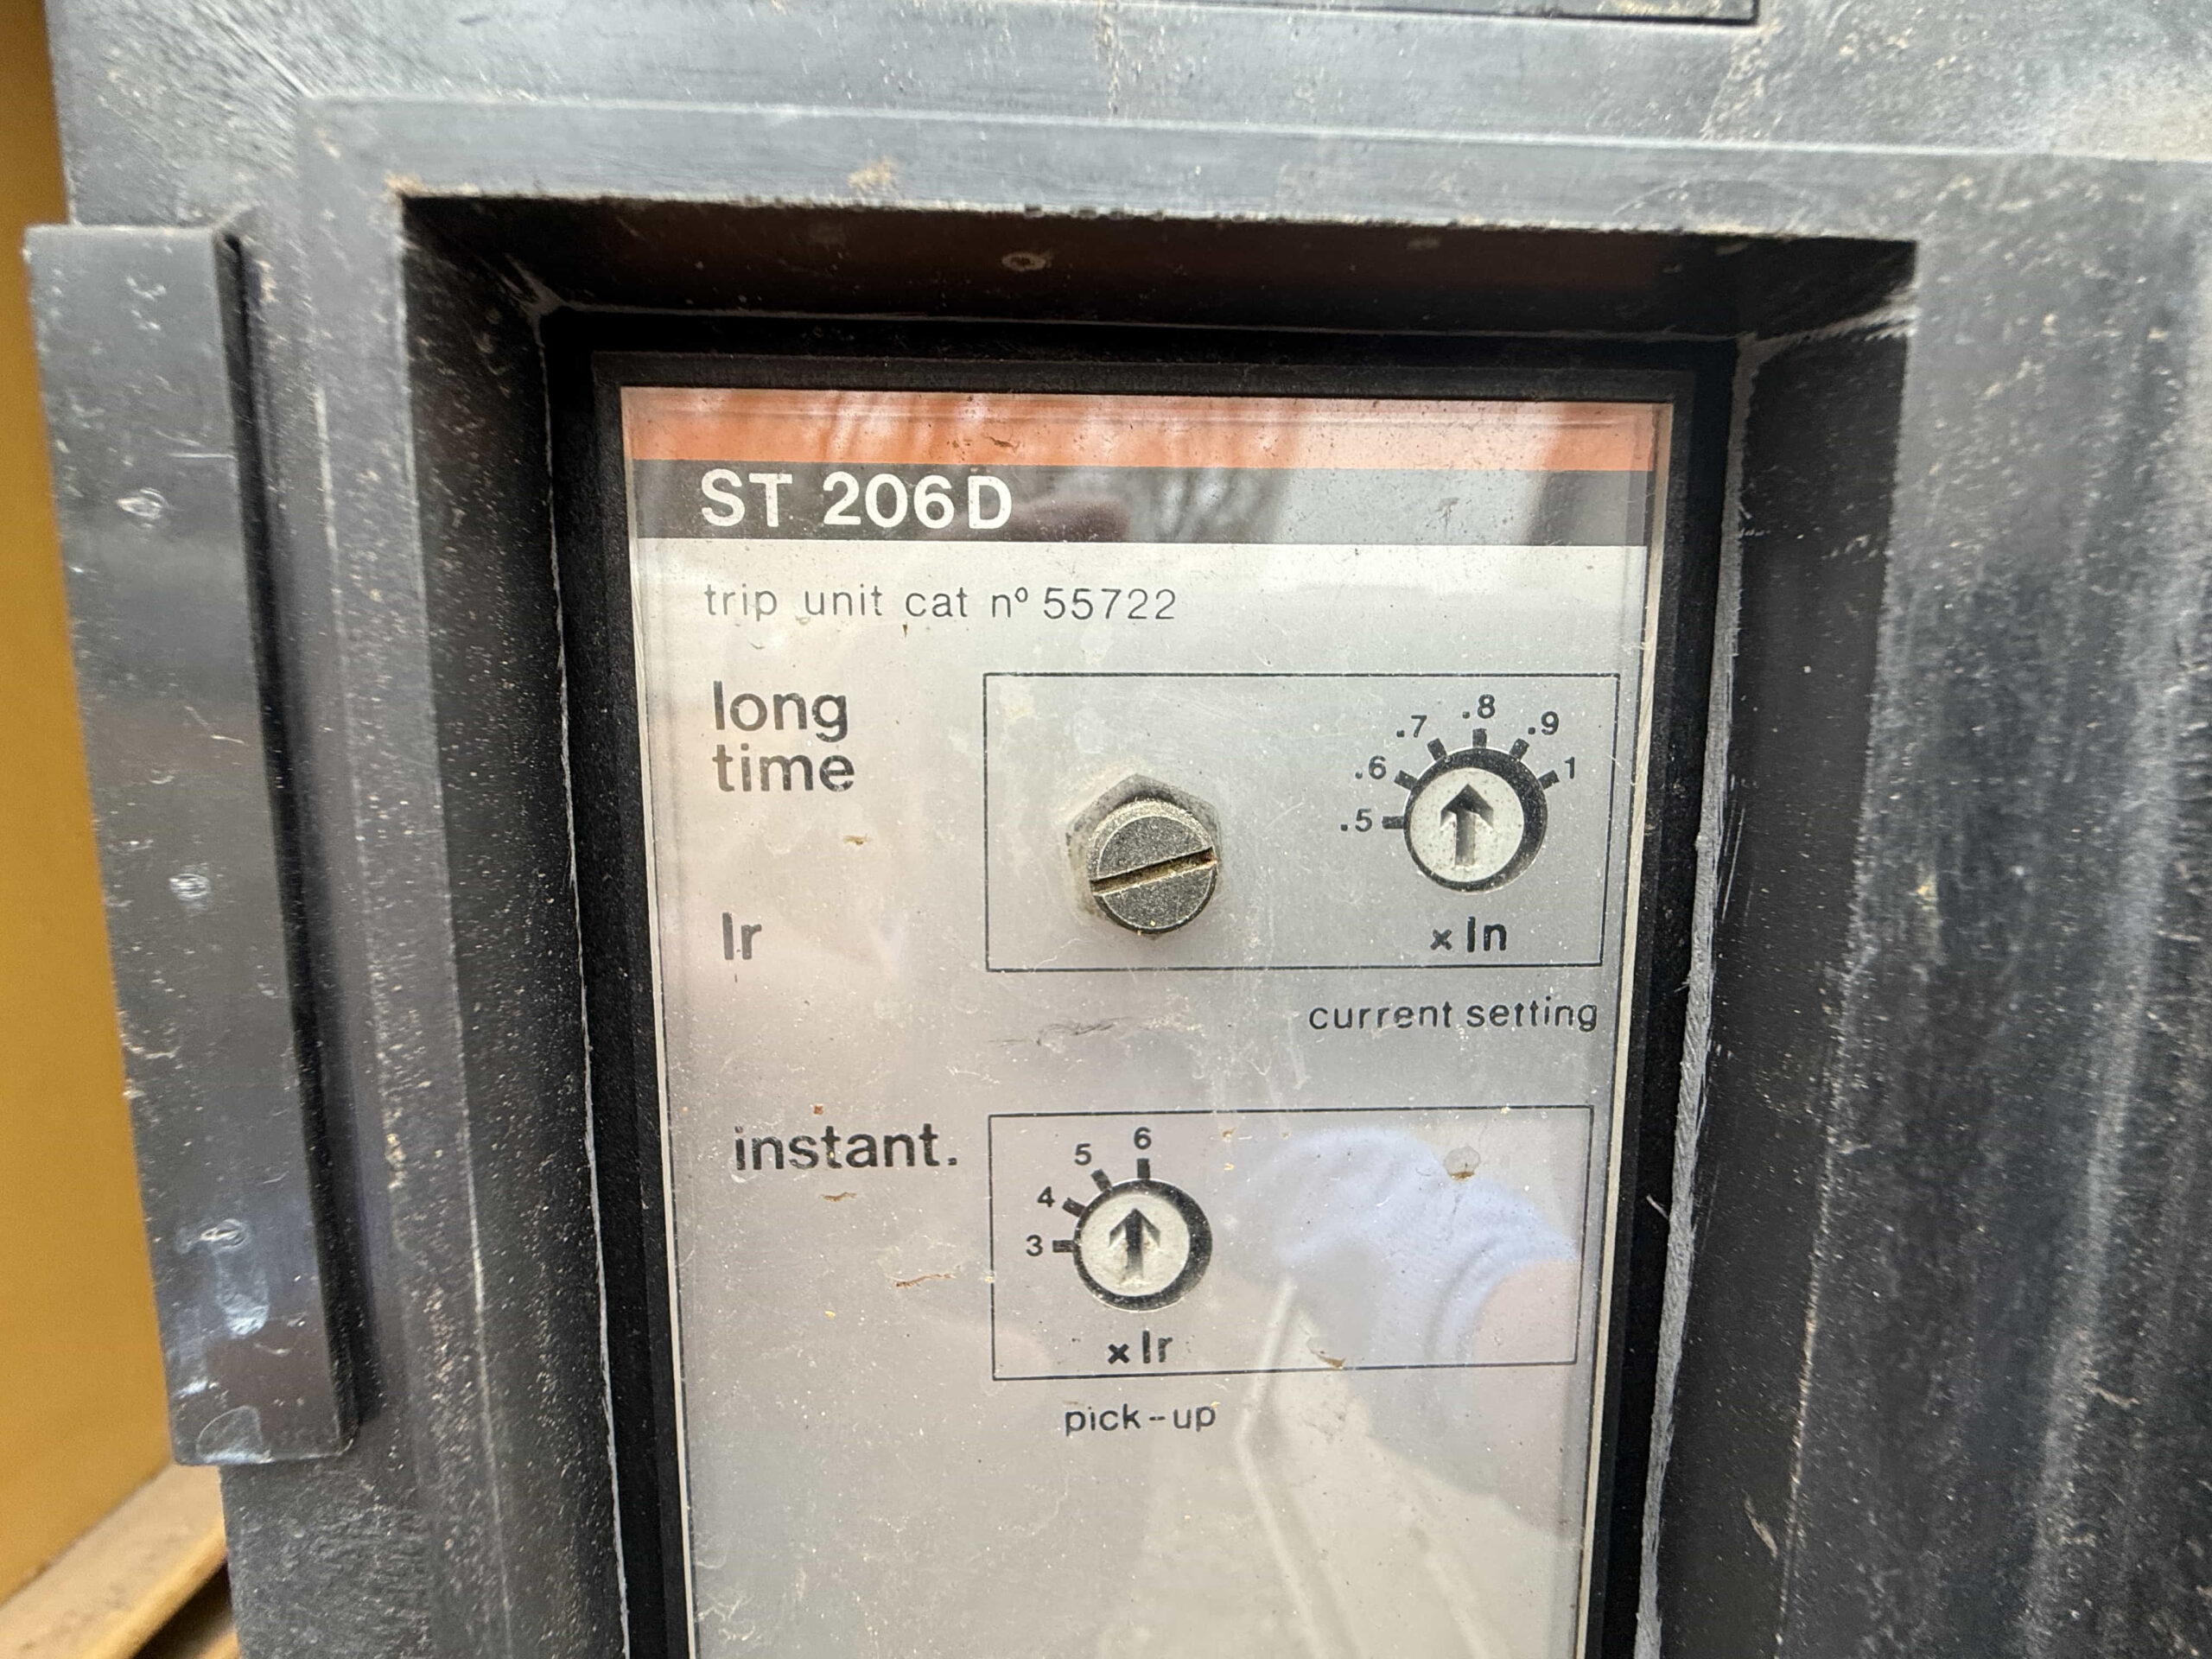 ST 206D
trip unit cat nº 55722
long
time
.5 .6 .7 .8 .9 1
Ir
x In
current setting
instant.
3 4 5 6
x Ir
pick-up